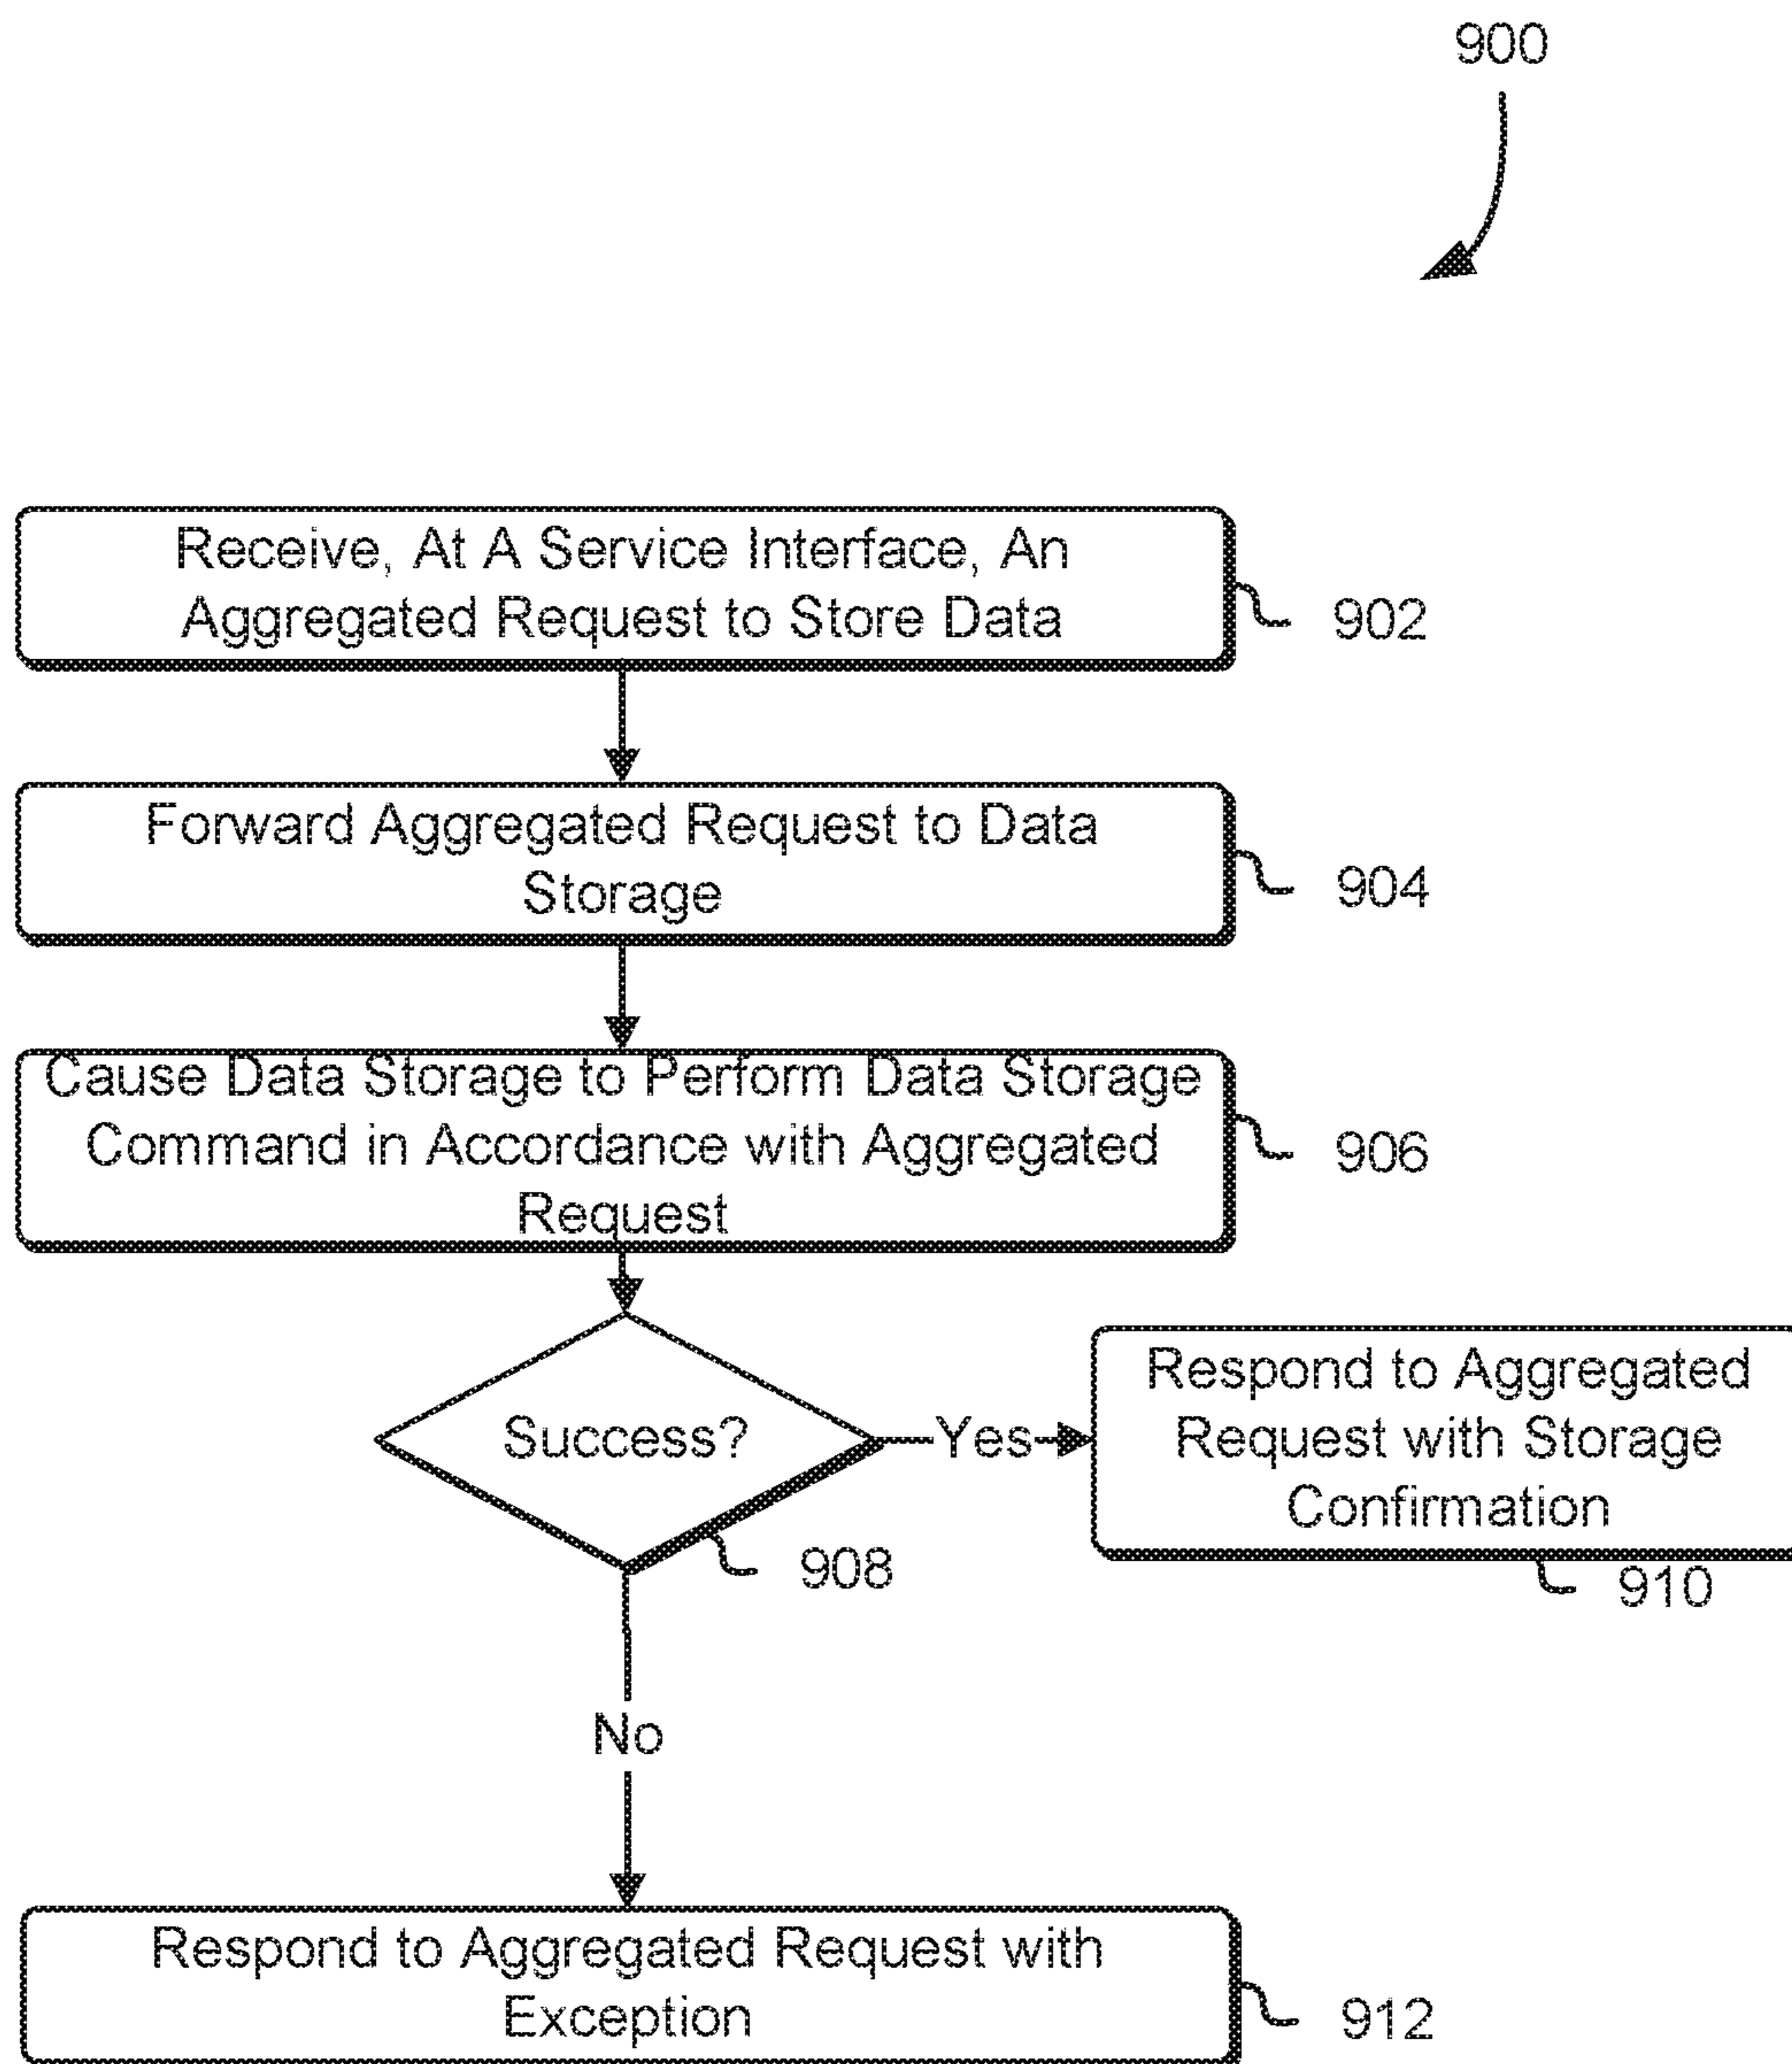 900
Receive, At A Service Interface, An
Aggregated Request to Store Data
902
Forward Aggregated Request to Data
Storage
904
Cause Data Storage to Perform Data Storage
Command in Accordance with Aggregated
Request
906
Success?
Yes
908
Respond to Aggregated
Request with Storage
Confirmation
910
No
Respond to Aggregated Request with
Exception
912